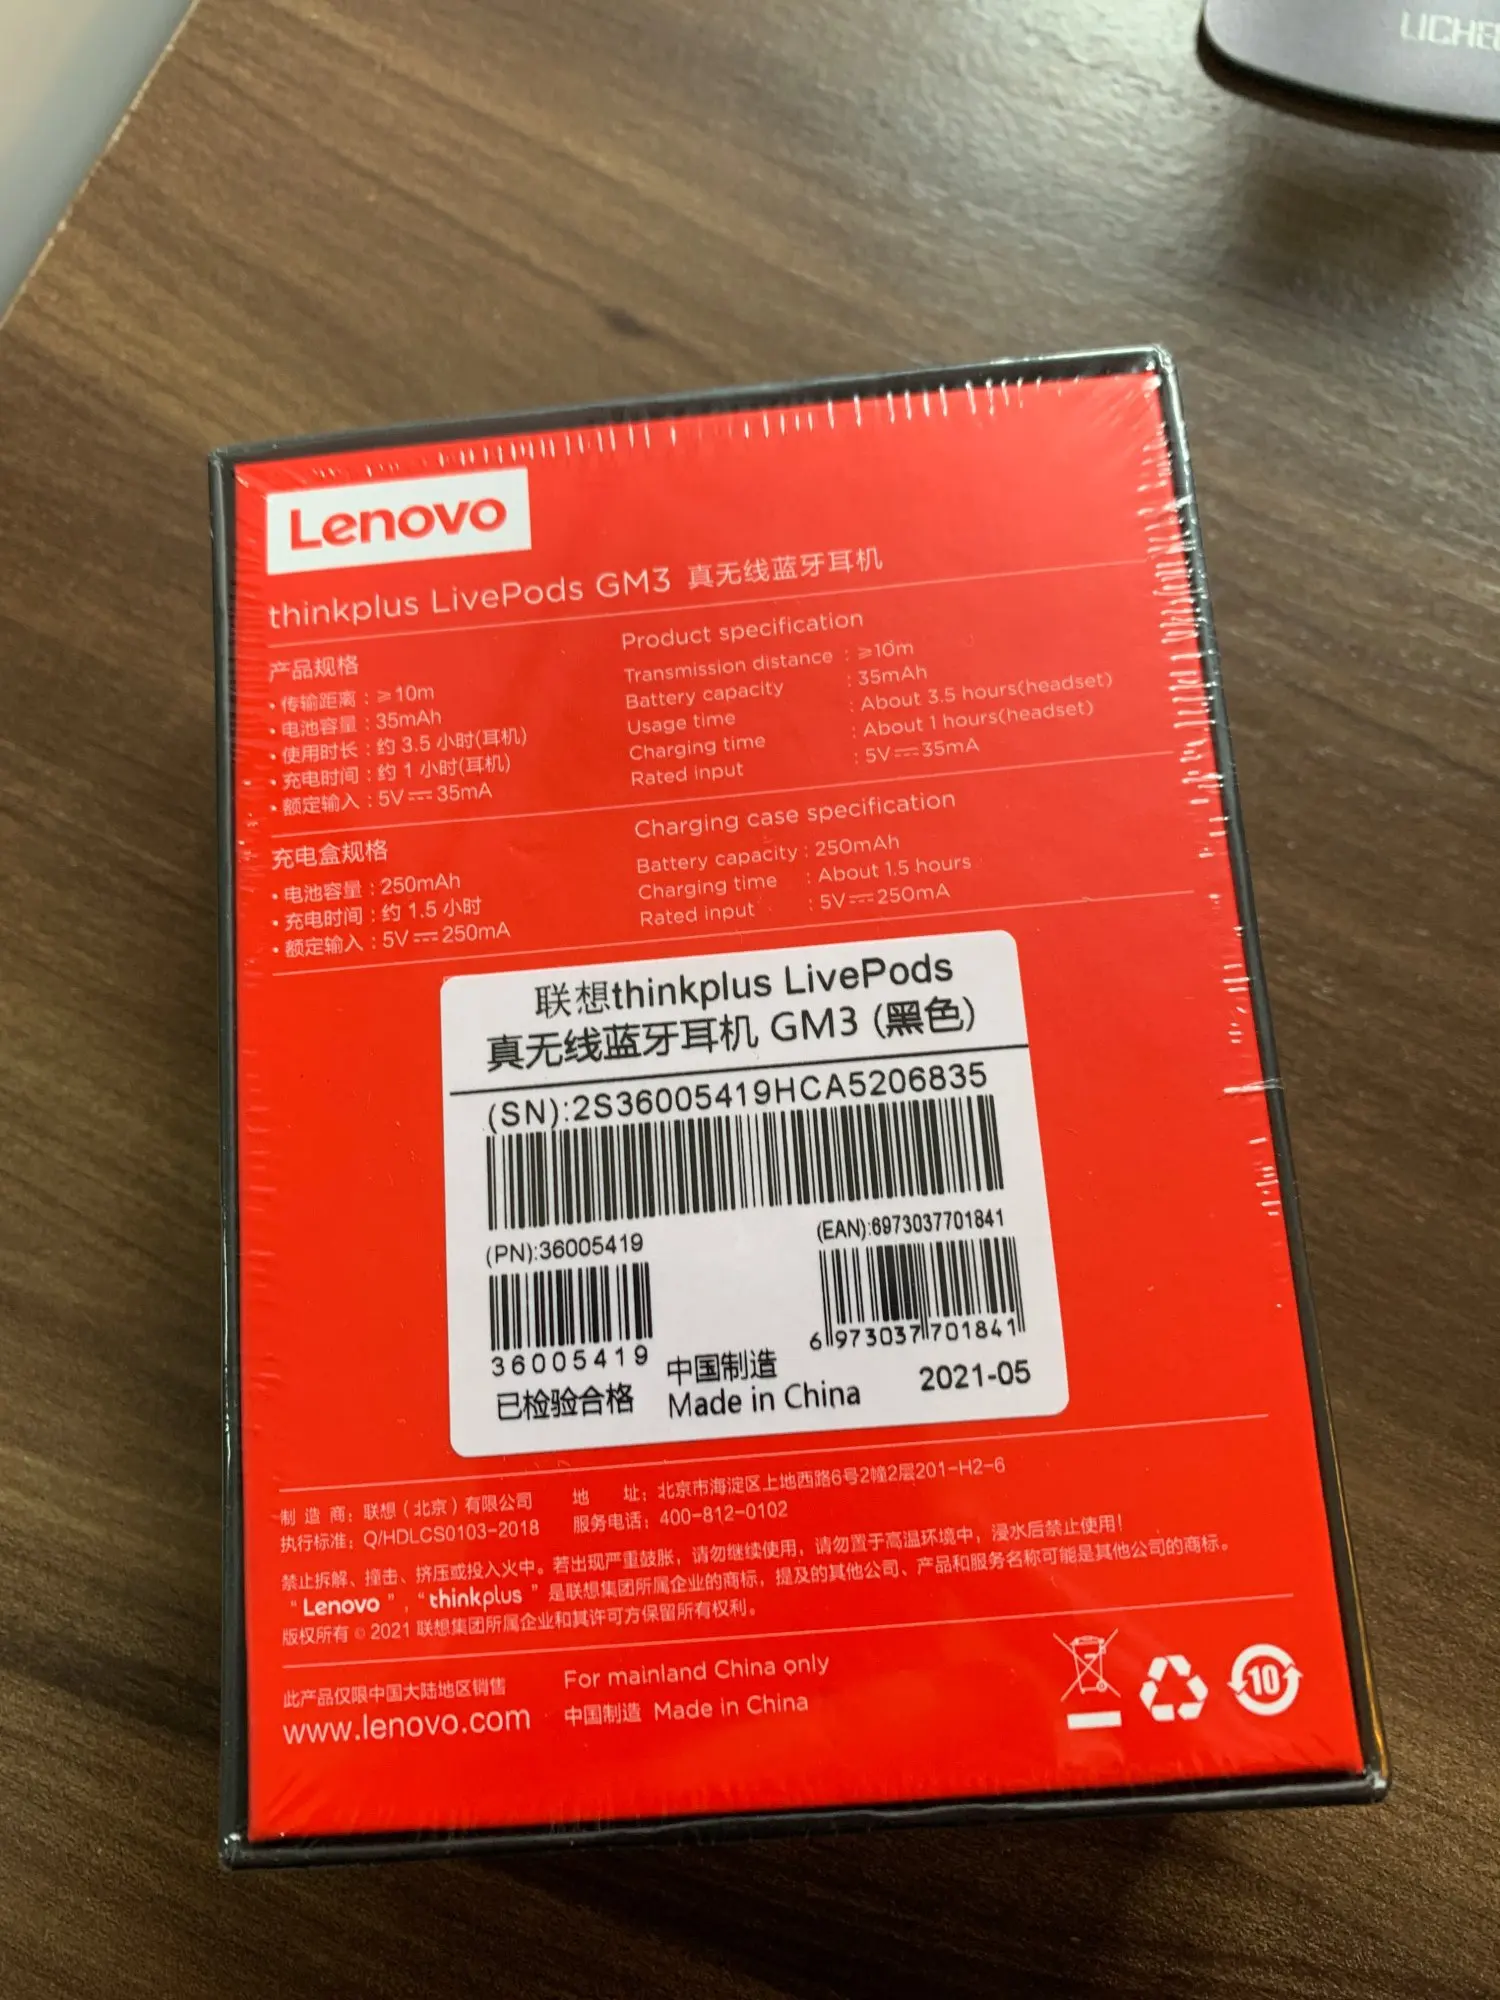 LICHEE
Lenovo
thinkplus LivePods GM3 真无线蓝牙耳机
产品规格
• 传输距离 : ≥10m
• 电池容量 : 35mAh
• 使用时长 : 约 3.5 小时(耳机)
• 充电时间 : 约 1 小时(耳机)
• 额定输入 : 5V⎓35mA
Product specification
Transmission distance : ≥10m
Battery capacity : 35mAh
Usage time : About 3.5 hours(headset)
Charging time : About 1 hours(headset)
Rated input : 5V⎓35mA
充电盒规格
• 电池容量 : 250mAh
• 充电时间 : 约 1.5 小时
• 额定输入 : 5V⎓250mA
Charging case specification
Battery capacity : 250mAh
Charging time : About 1.5 hours
Rated input : 5V⎓250mA
联想thinkplus LivePods
真无线蓝牙耳机 GM3 (黑色)
(SN):2S36005419HCA5206835
(PN):36005419
36005419
(EAN):6973037701841
6 973037 701841
已检验合格
中国制造
Made in China
2021-05
制 造 商: 联想 (北京) 有限公司
地 址: 北京市海淀区上地西路6号2幢2层201-H2-6
执行标准: Q/HDLCS0103-2018
服务电话: 400-812-0102
禁止拆解、撞击、挤压或投入火中。若出现严重鼓胀，请勿继续使用，请勿置于高温环境中，浸水后禁止使用！
“Lenovo”，“thinkplus”是联想集团所属企业的商标，提及的其他公司、产品和服务名称可能是其他公司的商标。
版权所有 © 2021 联想集团所属企业和其许可方保留所有权利。
此产品仅限中国大陆地区销售
www.lenovo.com
For mainland China only
中国制造 Made in China
10